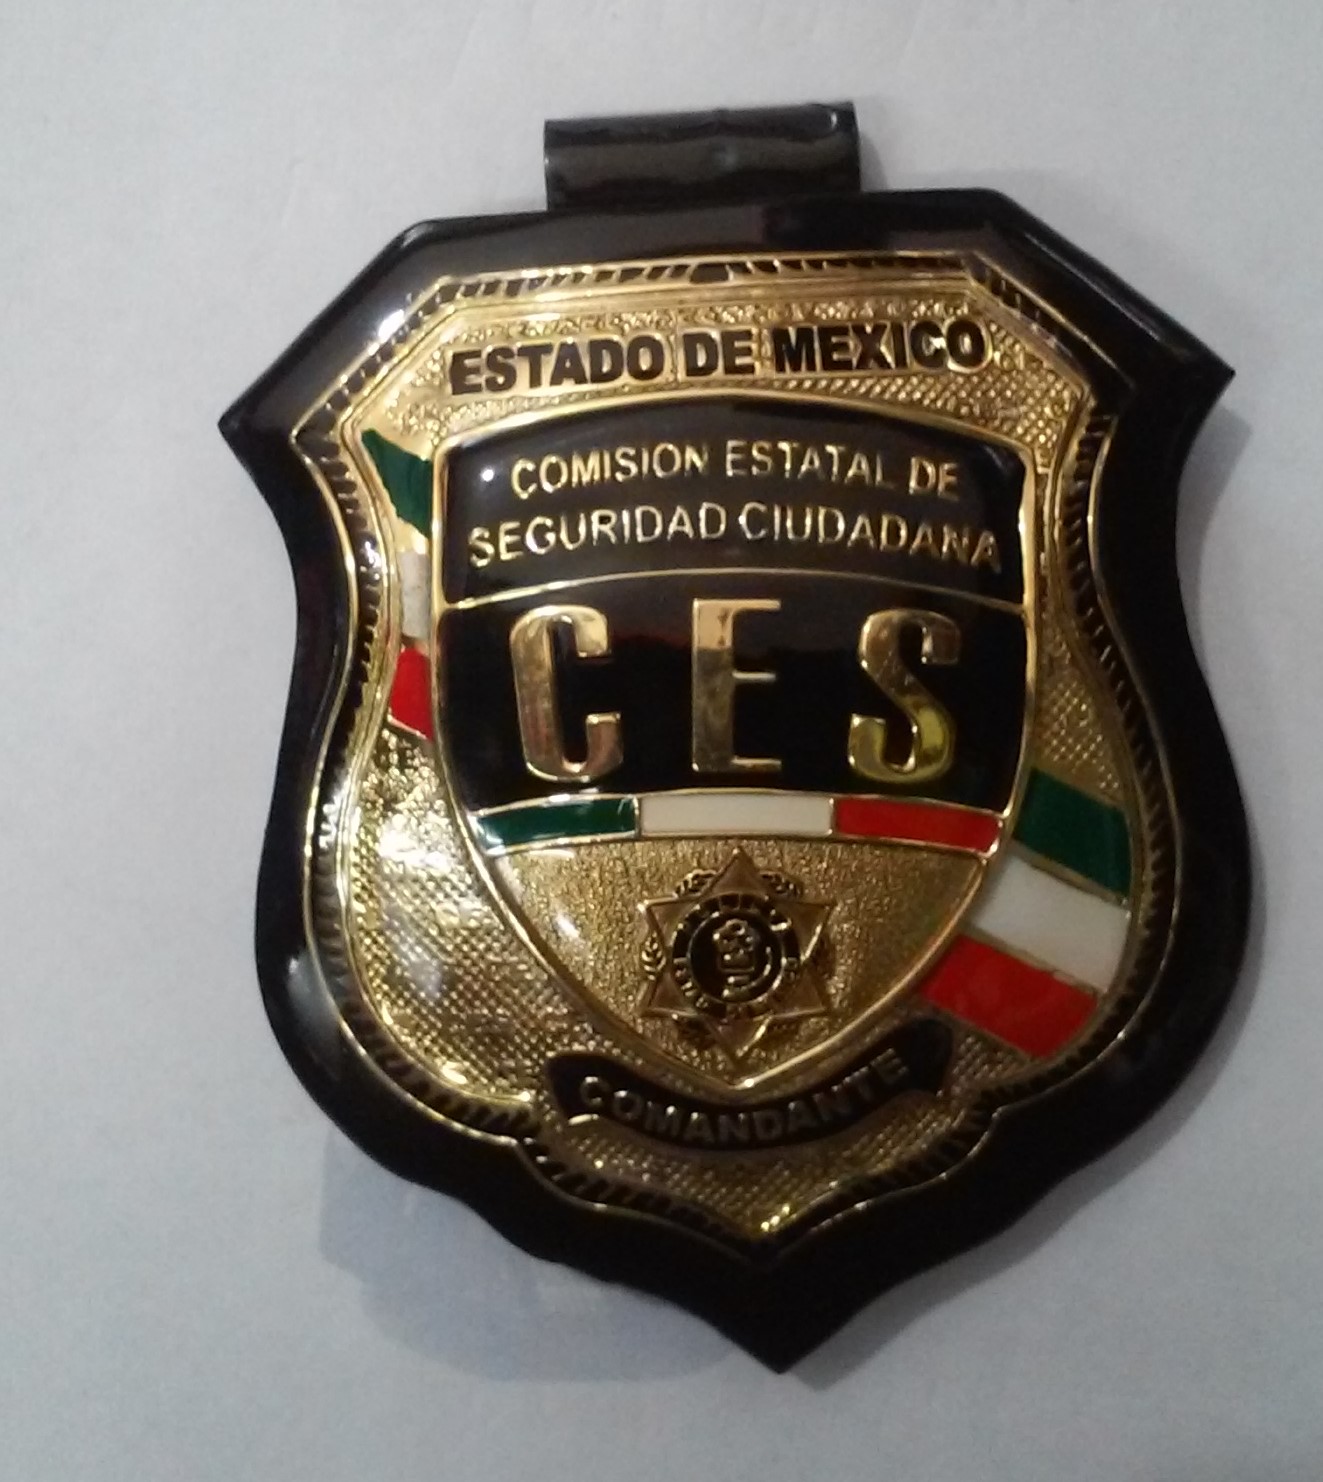 ESTADO DE MEXICO
COMISION ESTATAL DE
SEGURIDAD CIUDADANA
CES
COMANDANTE